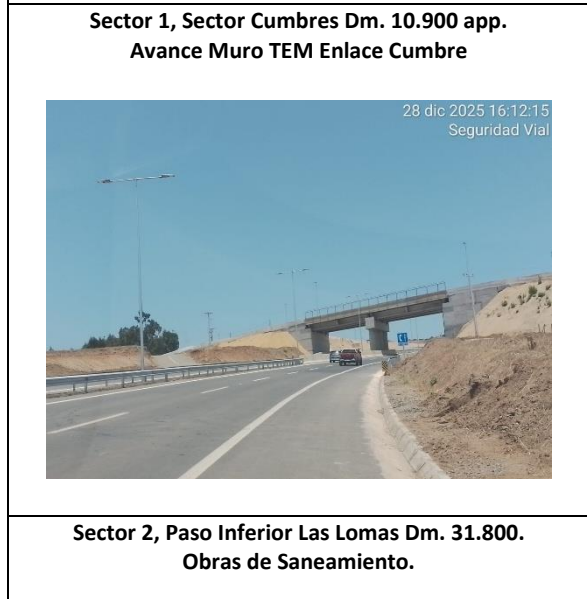 Sector 1, Sector Cumbres Dm. 10.900 app.
Avance Muro TEM Enlace Cumbre
28 dic 2025 16:12:15
Seguridad Vial
Sector 2, Paso Inferior Las Lomas Dm. 31.800.
Obras de Saneamiento.